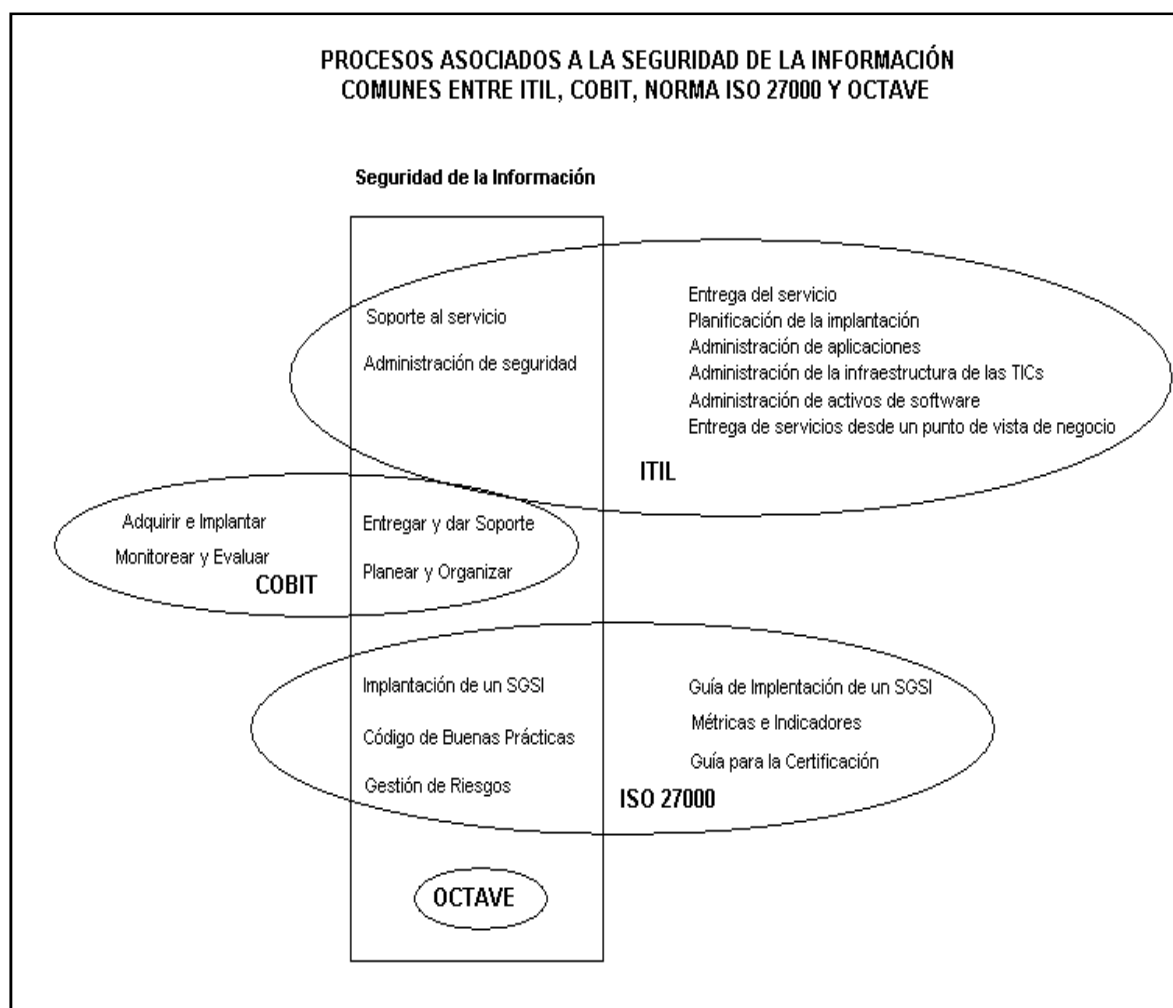 PROCESOS ASOCIADOS A LA SEGURIDAD DE LA INFORMACIÓN
COMUNES ENTRE ITIL, COBIT, NORMA ISO 27000 Y OCTAVE
Seguridad de la Información
Soporte al servicio
Administración de seguridad
Entrega del servicio
Planificación de la implantación
Administración de aplicaciones
Administración de la infraestructura de las TICs
Administración de activos de software
Entrega de servicios desde un punto de vista de negocio
ITIL
Adquirir e Implantar
Monitorear y Evaluar
COBIT
Entregar y dar Soporte
Planear y Organizar
Implantación de un SGSI
Código de Buenas Prácticas
Gestión de Riesgos
Guía de Implentación de un SGSI
Métricas e Indicadores
Guía para la Certificación
ISO 27000
OCTAVE